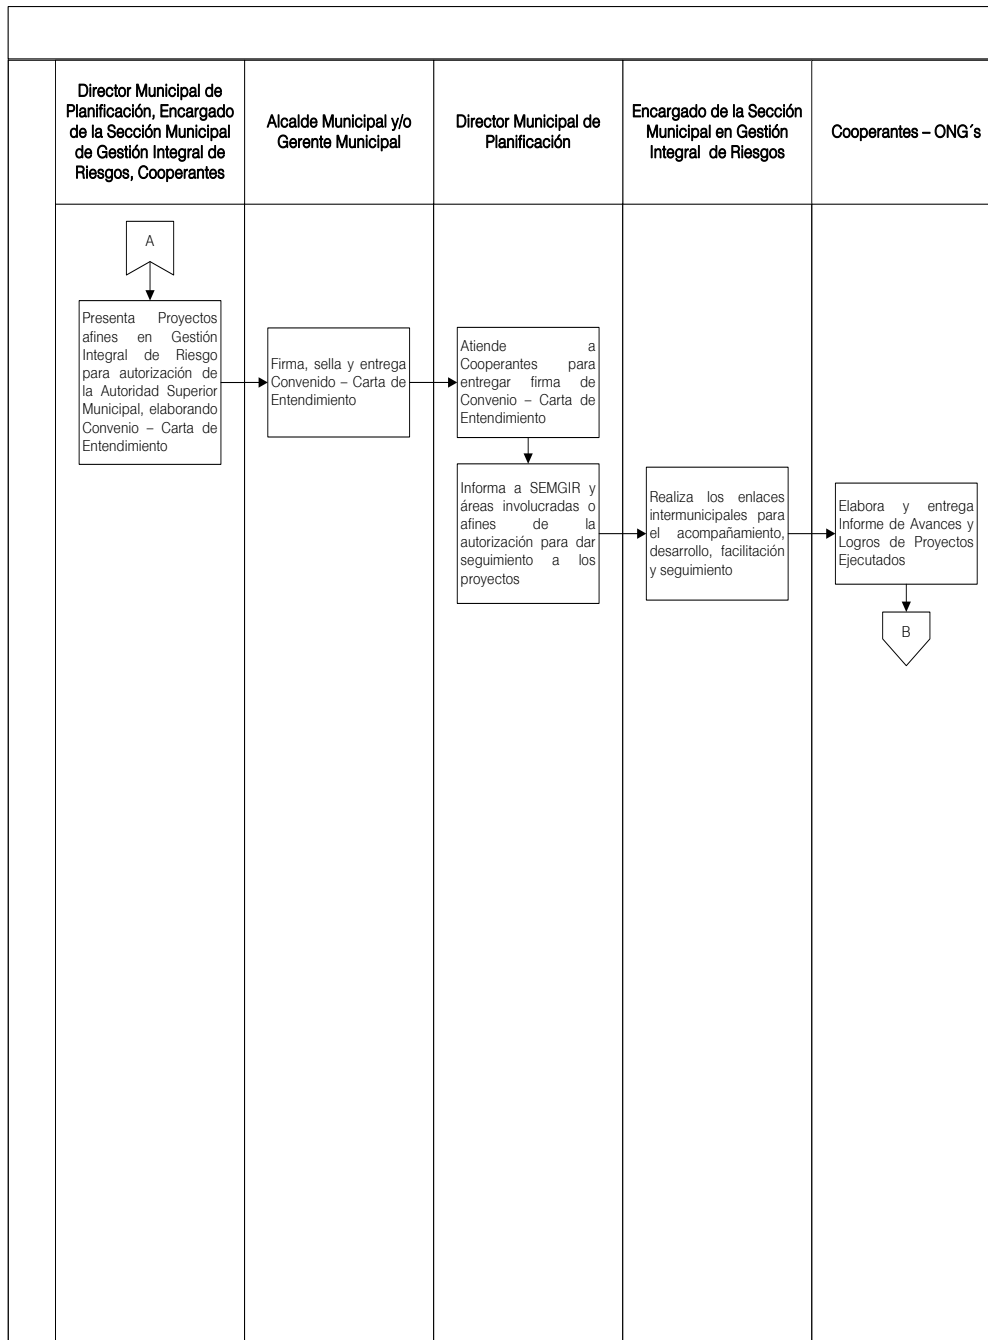 Director Municipal de
Planificación, Encargado
de la Sección Municipal
de Gestión Integral de
Riesgos, Cooperantes
Alcalde Municipal y/o
Gerente Municipal
Director Municipal de
Planificación
Encargado de la Sección
Municipal en Gestión
Integral de Riesgos
Cooperantes – ONG´s
A
Presenta Proyectos
afines en Gestión
Integral de Riesgo
para autorización de
la Autoridad Superior
Municipal, elaborando
Convenio – Carta de
Entendimiento
Firma, sella y entrega
Convenido – Carta de
Entendimiento
Atiende a
Cooperantes para
entregar firma de
Convenio – Carta de
Entendimiento
Informa a SEMGIR y
áreas involucradas o
afines de la
autorización para dar
seguimiento a los
proyectos
Realiza los enlaces
intermunicipales para
el acompañamiento,
desarrollo, facilitación
y seguimiento
Elabora y entrega
Informe de Avances y
Logros de Proyectos
Ejecutados
B